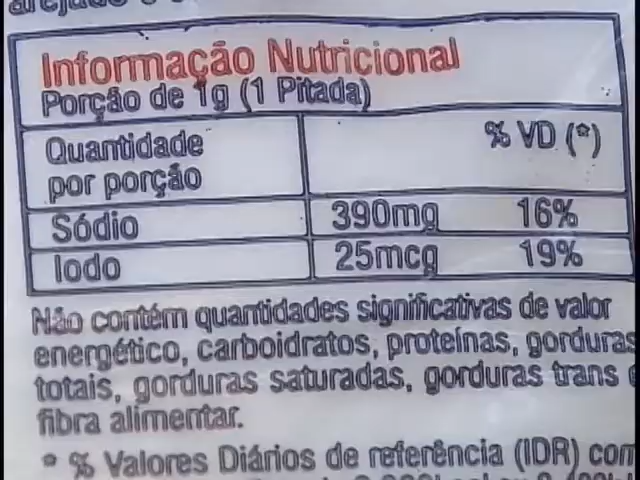 Informação Nutricional
Porção de 1g (1 Pitada)
Quantidade por porção % VD (*)
Sódio 390mg 16%
Iodo 25mcg 19%
Não contém quantidades significativas de valor
energético, carboidratos, proteínas, gorduras
totais, gorduras saturadas, gorduras trans e
fibra alimentar.
* % Valores Diários de referência (IDR) com